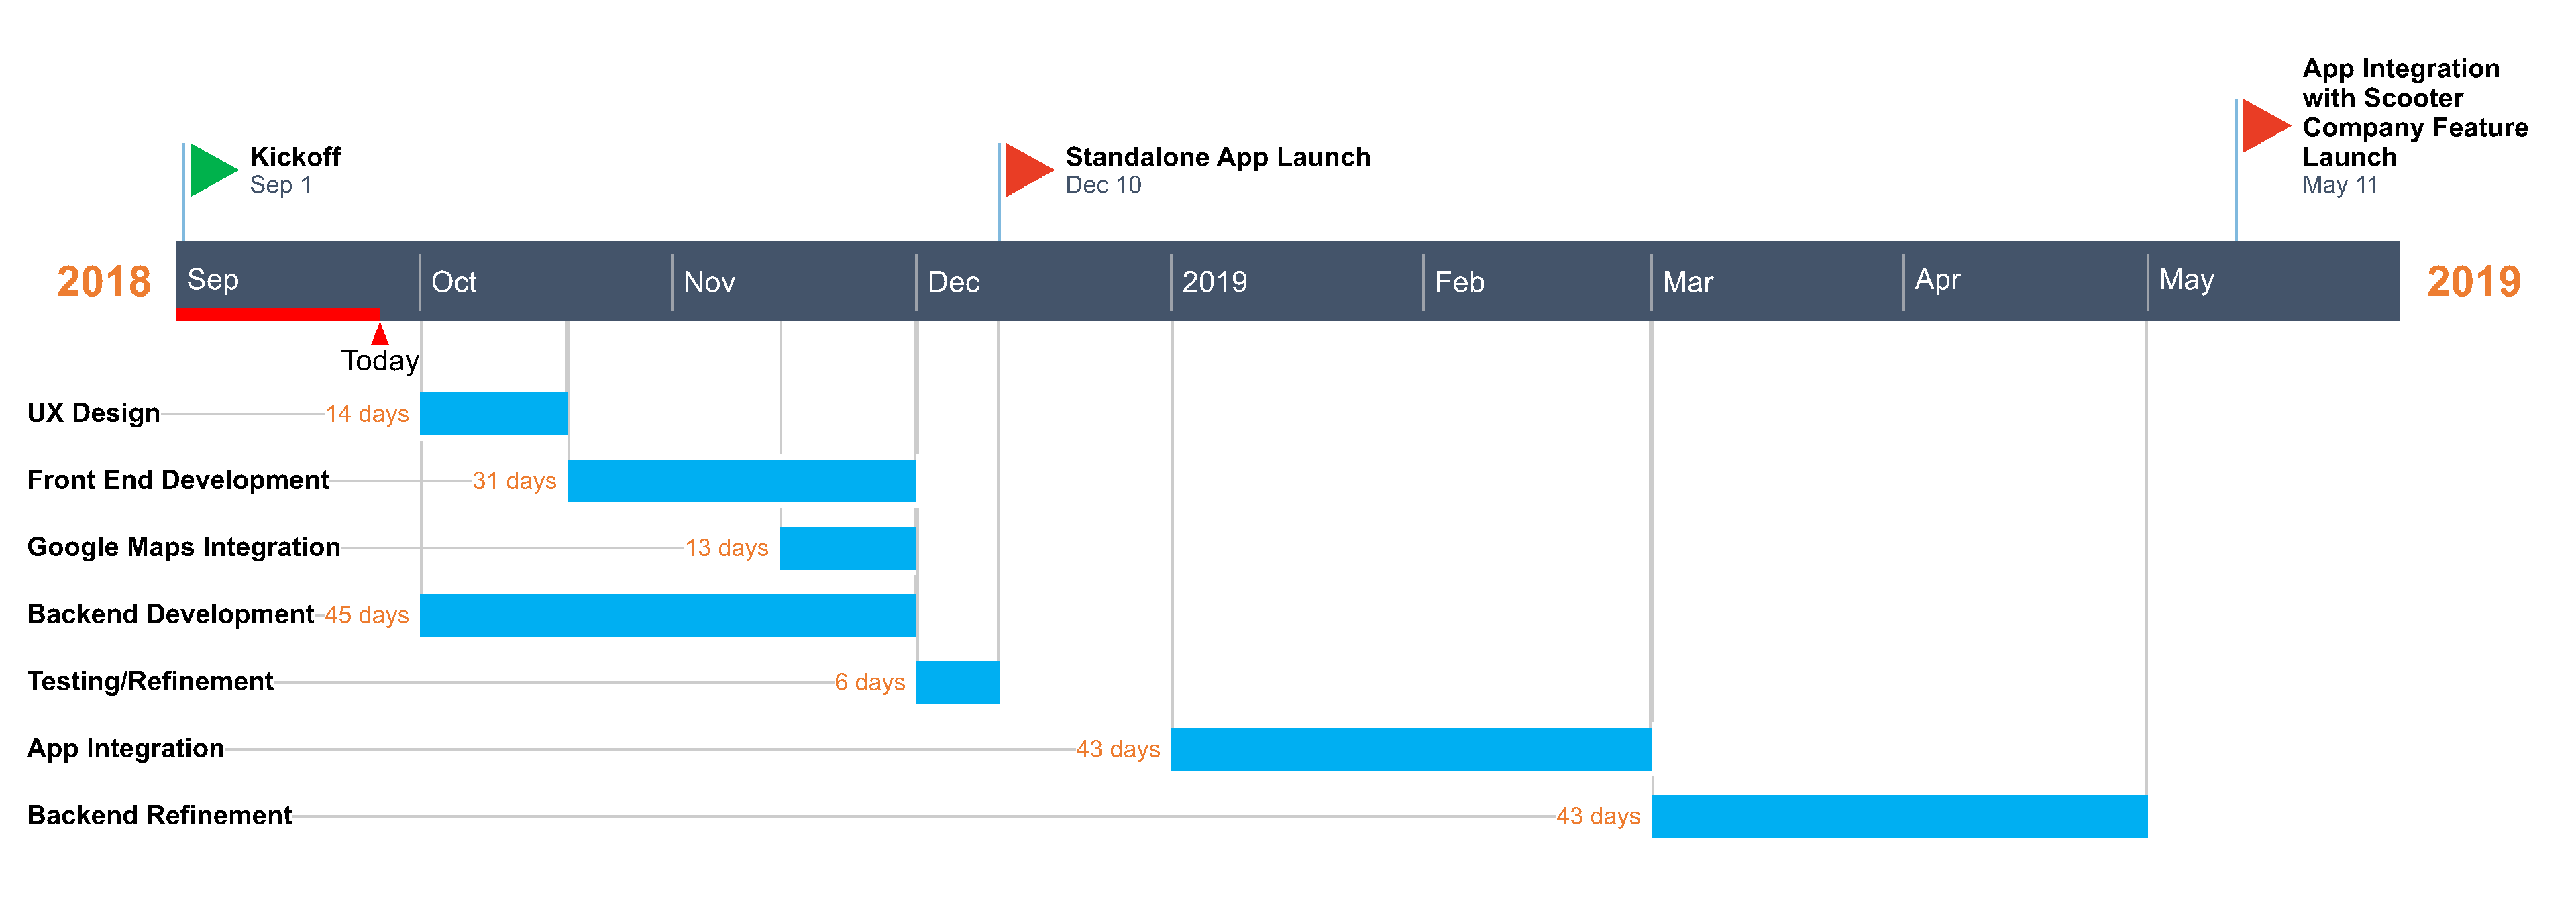 App Integration
with Scooter
Company Feature
Launch
May 11
Kickoff
Sep 1
Standalone App Launch
Dec 10
2018
Sep
Oct
Nov
Dec
2019
Feb
Mar
Apr
May
2019
Today
UX Design 14 days
Front End Development 31 days
Google Maps Integration 13 days
Backend Development 45 days
Testing/Refinement 6 days
App Integration 43 days
Backend Refinement 43 days